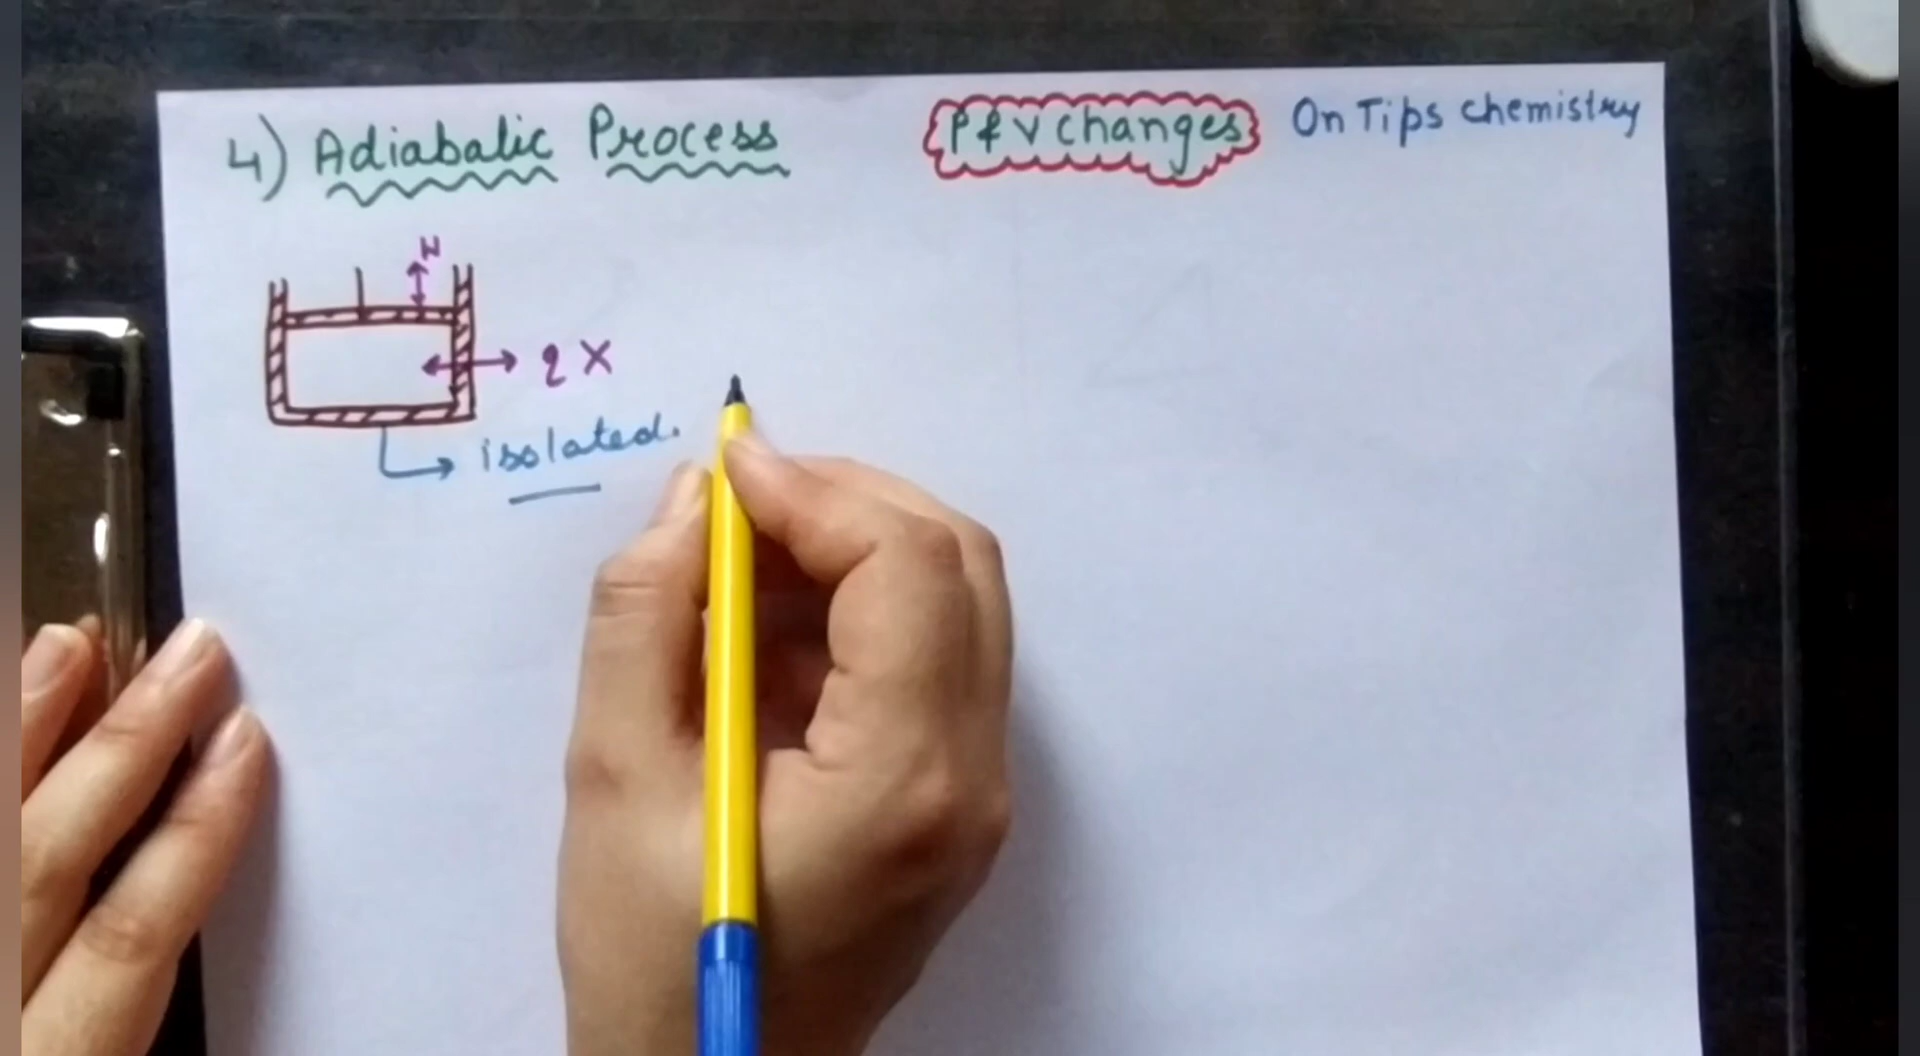 4) Adiabalic Process
P & V changes
On Tips chemistry
q X
isolated.